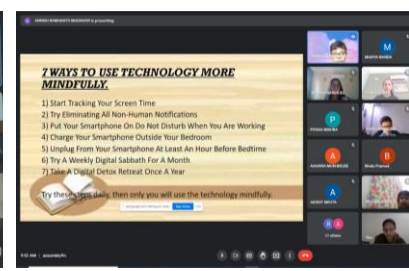 is presenting
7 WAYS TO USE TECHNOLOGY MORE
MINDFULLY.
1) Start Tracking Your Screen Time
2) Try Eliminating All Non-Human Notifications
3) Put Your Smartphone On Do Not Disturb When You Are Working
4) Charge Your Smartphone Outside Your Bedroom
5) Unplug From Your Smartphone At Least An Hour Before Bedtime
6) Try A Weekly Digital Sabbath For A Month
7) Take A Digital Detox Retreat Once A Year
Try these steps daily, then only you will use the technology mindfully.
M
P
B
A